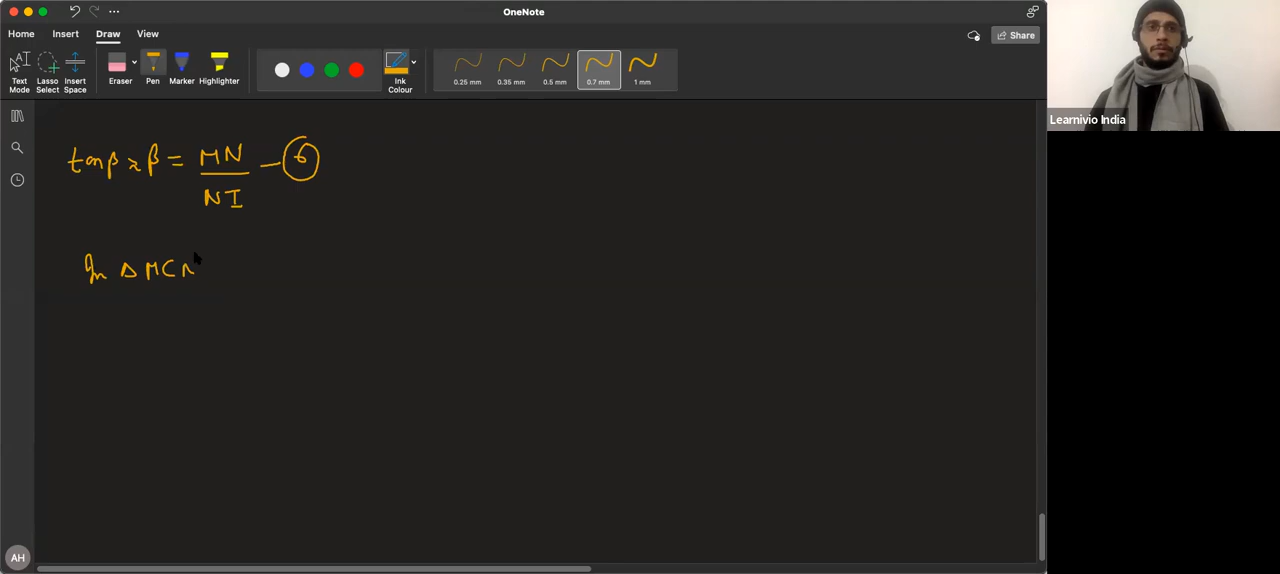 OneNote
Home Insert Draw View
Share
Text Mode
Lasso Select
Insert Space
Eraser
Pen
Marker
Highlighter
Ink Colour
0.25 mm
0.35 mm
0.5 mm
0.7 mm
1 mm
Learnivio India
tanβ ≈ β = MN / NI — 6
In Δ MCN
AH